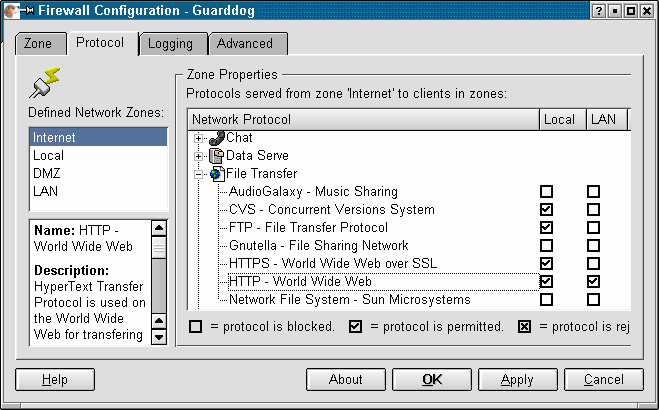 Firewall Configuration - Guarddog
Zone
Protocol
Logging
Advanced
Defined Network Zones:
Internet
Local
DMZ
LAN
Name: HTTP -
World Wide Web
Description:
HyperText Transfer
Protocol is used on
the World Wide
Web for transfering
Zone Properties
Protocols served from zone 'Internet' to clients in zones:
Network Protocol Local LAN
Chat
Data Serve
File Transfer
AudioGalaxy - Music Sharing
CVS - Concurrent Versions System
FTP - File Transfer Protocol
Gnutella - File Sharing Network
HTTPS - World Wide Web over SSL
HTTP - World Wide Web
Network File System - Sun Microsystems
= protocol is blocked. = protocol is permitted. = protocol is rej
Help
About
OK
Apply
Cancel